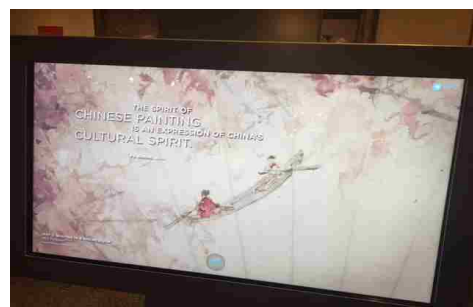 THE SPIRIT OF
CHINESE PAINTING
IS AN EXPRESSION OF CHINA'S
CULTURAL SPIRIT.